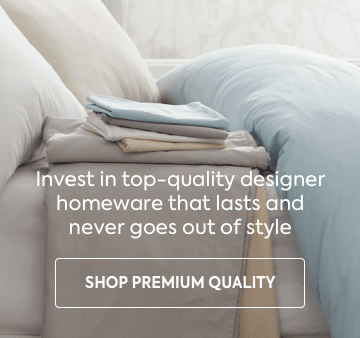 Invest in top-quality designer
homeware that lasts and
never goes out of style
SHOP PREMIUM QUALITY